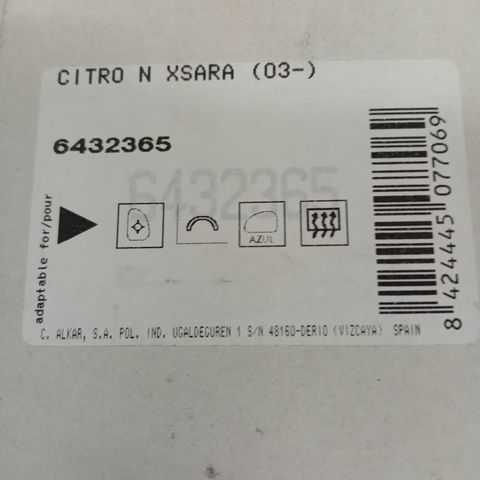 CITRO N XSARA (03-)
6432365
6432365
adaptable for/pour
AZUL
8 424445 077069
C. ALKAR, S.A. POL. IND. UGALDEGUREN 1 S/N 48160-DERIO (VIZCAYA) SPAIN